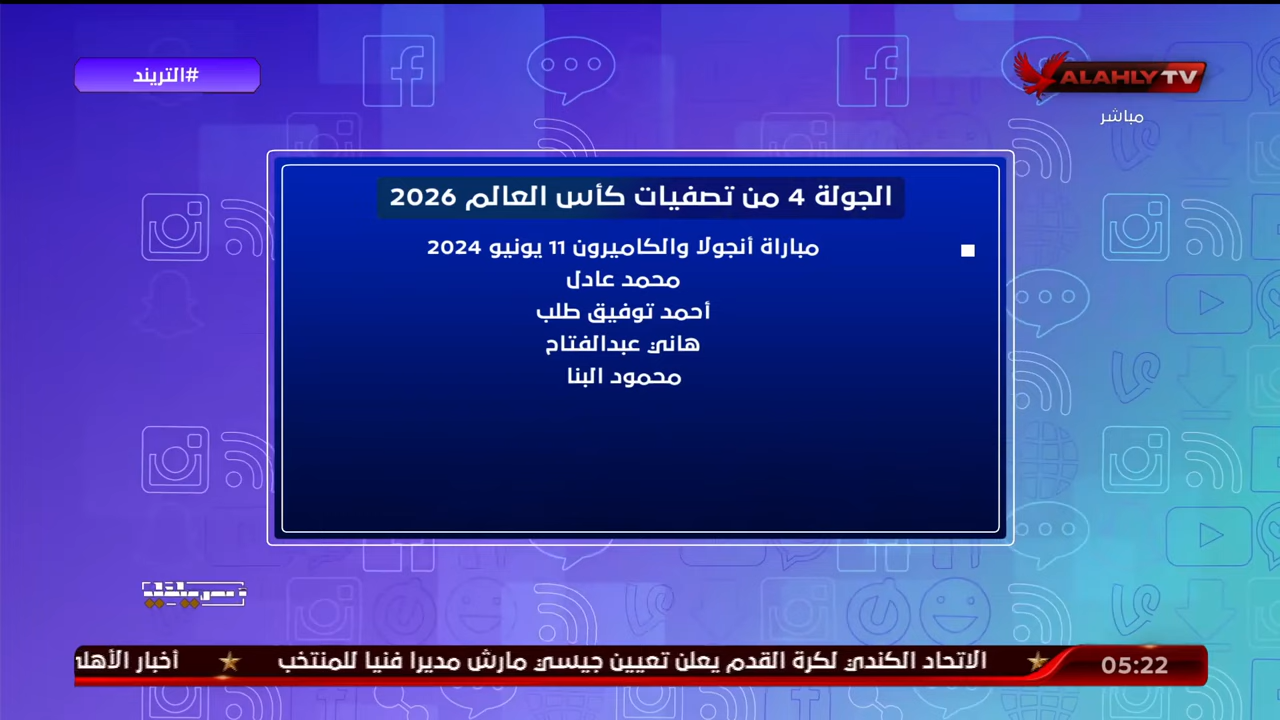 #التريند
ALAHLY TV
مباشر
الجولة 4 من تصفيات كأس العالم 2026
مباراة أنجولا والكاميرون 11 يونيو 2024
محمد عادل
أحمد توفيق طلب
هاني عبدالفتاح
محمود البنا
05:22
الاتحاد الكندي لكرة القدم يعلن تعيين جيسي مارش مديرا فنيا للمنتخب
أخبار الأهلي